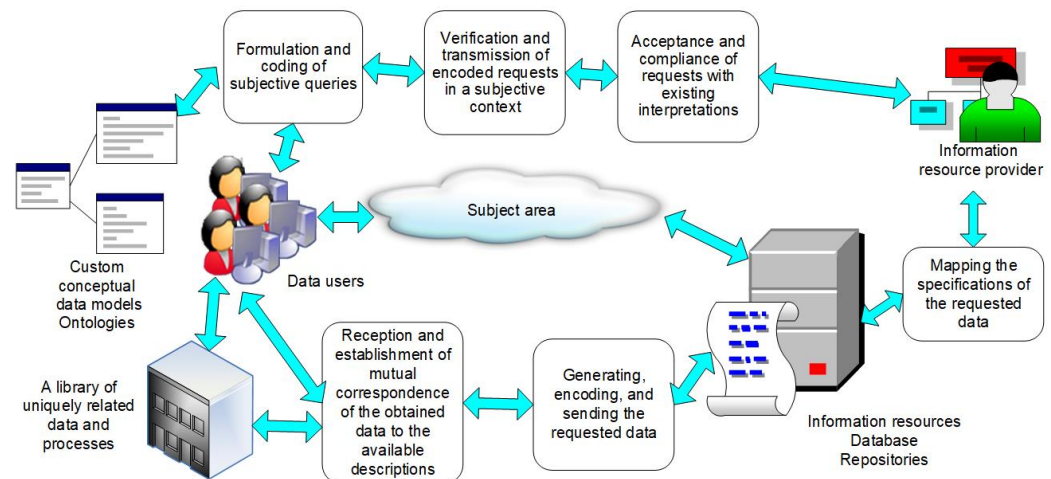 Formulation and
coding of
subjective queries
Verification and
transmission of
encoded requests
in a subjective
context
Acceptance and
compliance of
requests with
existing
interpretations
Information
resource provider
Subject area
Custom
conceptual
data models
Ontologies
Data users
Mapping the
specifications of
the requested
data
A library of
uniquely related
data and
processes
Reception and
establishment of
mutual
correspondence
of the obtained
data to the
available
descriptions
Generating,
encoding, and
sending the
requested data
Information resources
Database
Repositories